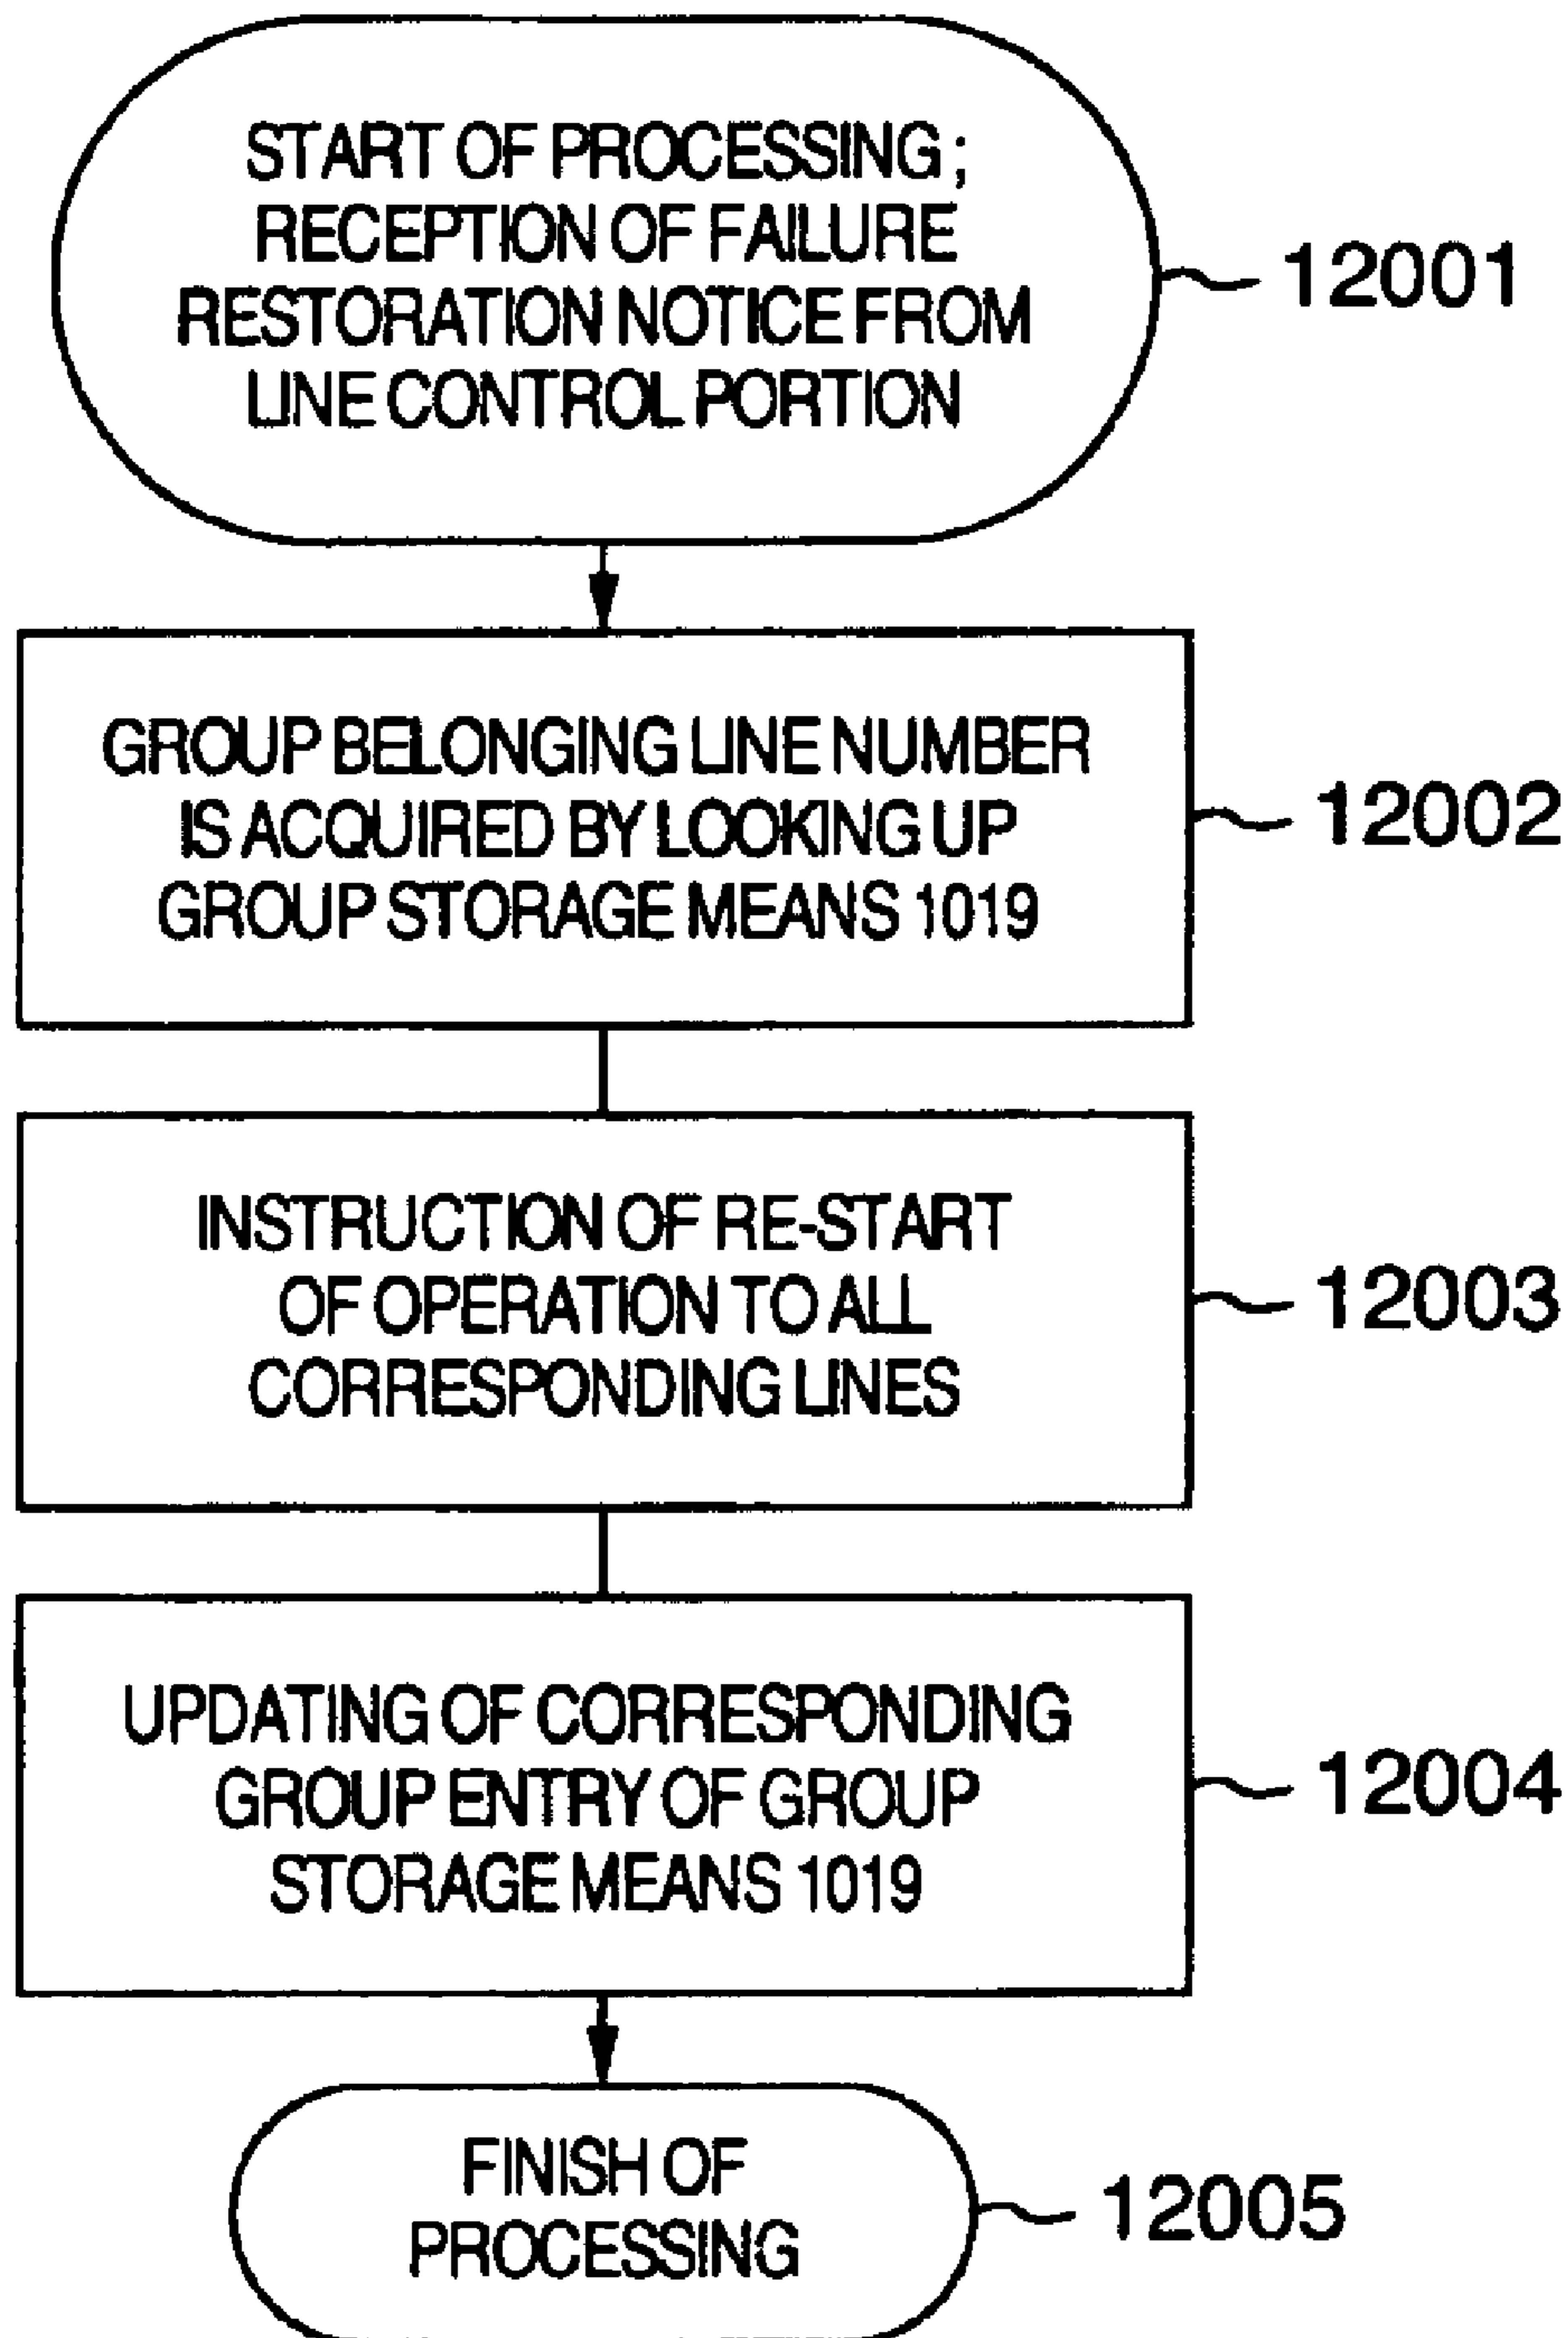 START OF PROCESSING ;
RECEPTION OF FAILURE
RESTORATION NOTICE FROM
LINE CONTROL PORTION
12001
GROUP BELONGING LINE NUMBER
IS ACQUIRED BY LOOKING UP
GROUP STORAGE MEANS 1019
12002
INSTRUCTION OF RE-START
OF OPERATION TO ALL
CORRESPONDING LINES
12003
UPDATING OF CORRESPONDING
GROUP ENTRY OF GROUP
STORAGE MEANS 1019
12004
FINISH OF
PROCESSING
12005